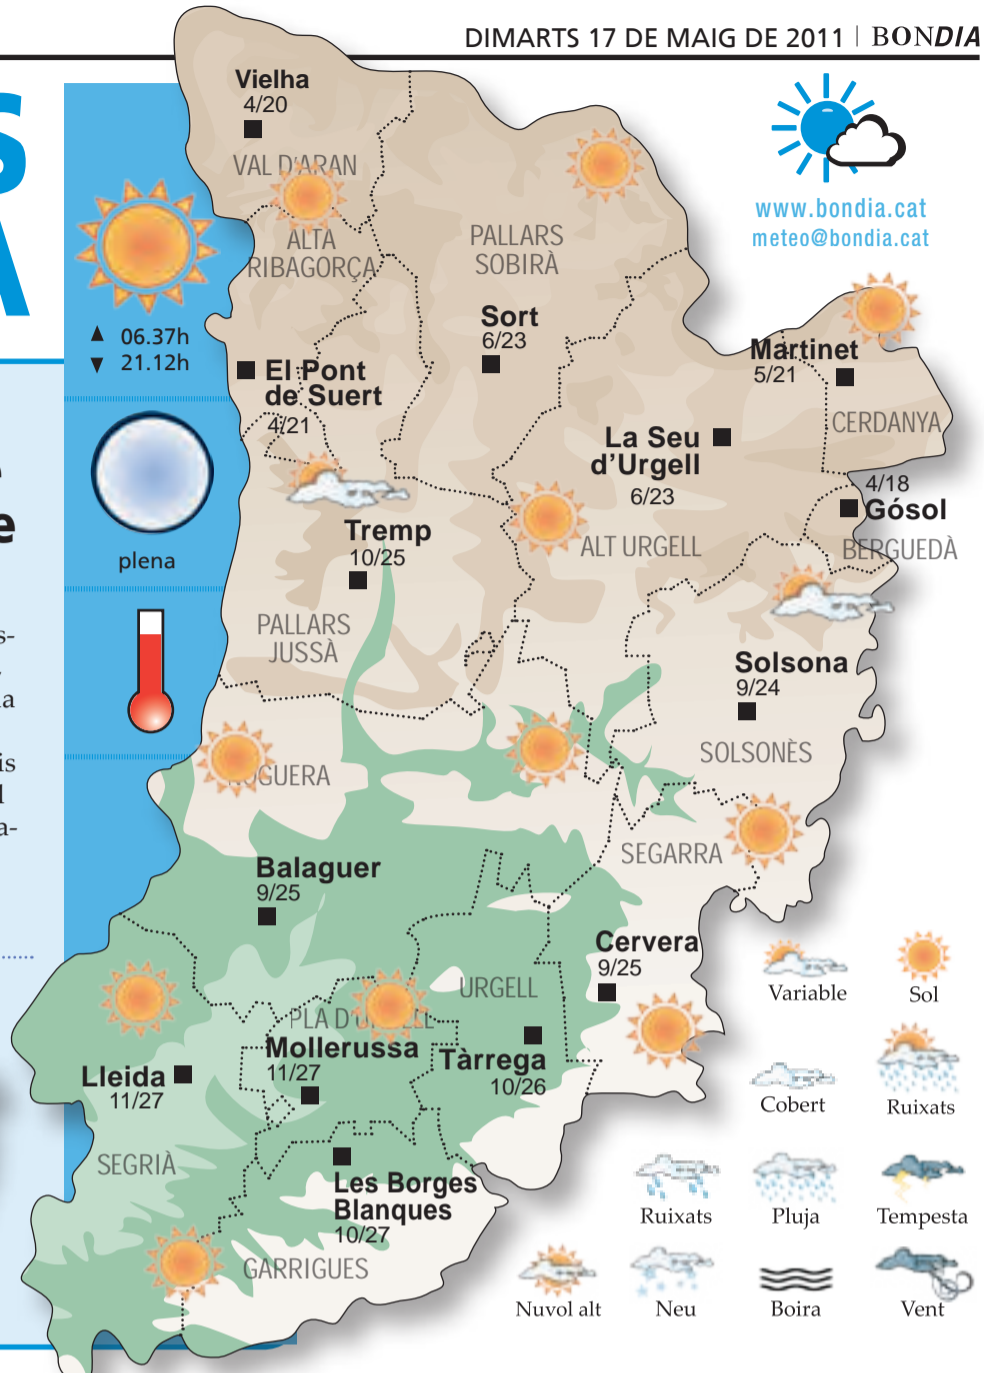 DIMARTS 17 DE MAIG DE 2011 | BONDIA
S
A
www.bondia.cat
meteo@bondia.cat
▲ 06.37h
▼ 21.12h
plena
e
s-
a
is
l
a-
Vielha
4/20
VAL D'ARAN
ALTA
RIBAGORÇA
PALLARS
SOBIRÀ
Sort
6/23
Martinet
5/21
CERDANYA
El Pont
de Suert
4/21
La Seu
d'Urgell
6/23
4/18
Gósol
BERGUEDÀ
Tremp
10/25
ALT URGELL
PALLARS
JUSSÀ
Solsona
9/24
SOLSONÈS
NOGUERA
SEGARRA
Balaguer
9/25
Cervera
9/25
URGELL
PLA D'URGELL
Mollerussa
11/27
Tàrrega
10/26
Lleida
11/27
SEGRIÀ
Les Borges
Blanques
10/27
GARRIGUES
Variable
Sol
Cobert
Ruixats
Ruixats
Pluja
Tempesta
Nuvol alt
Neu
Boira
Vent